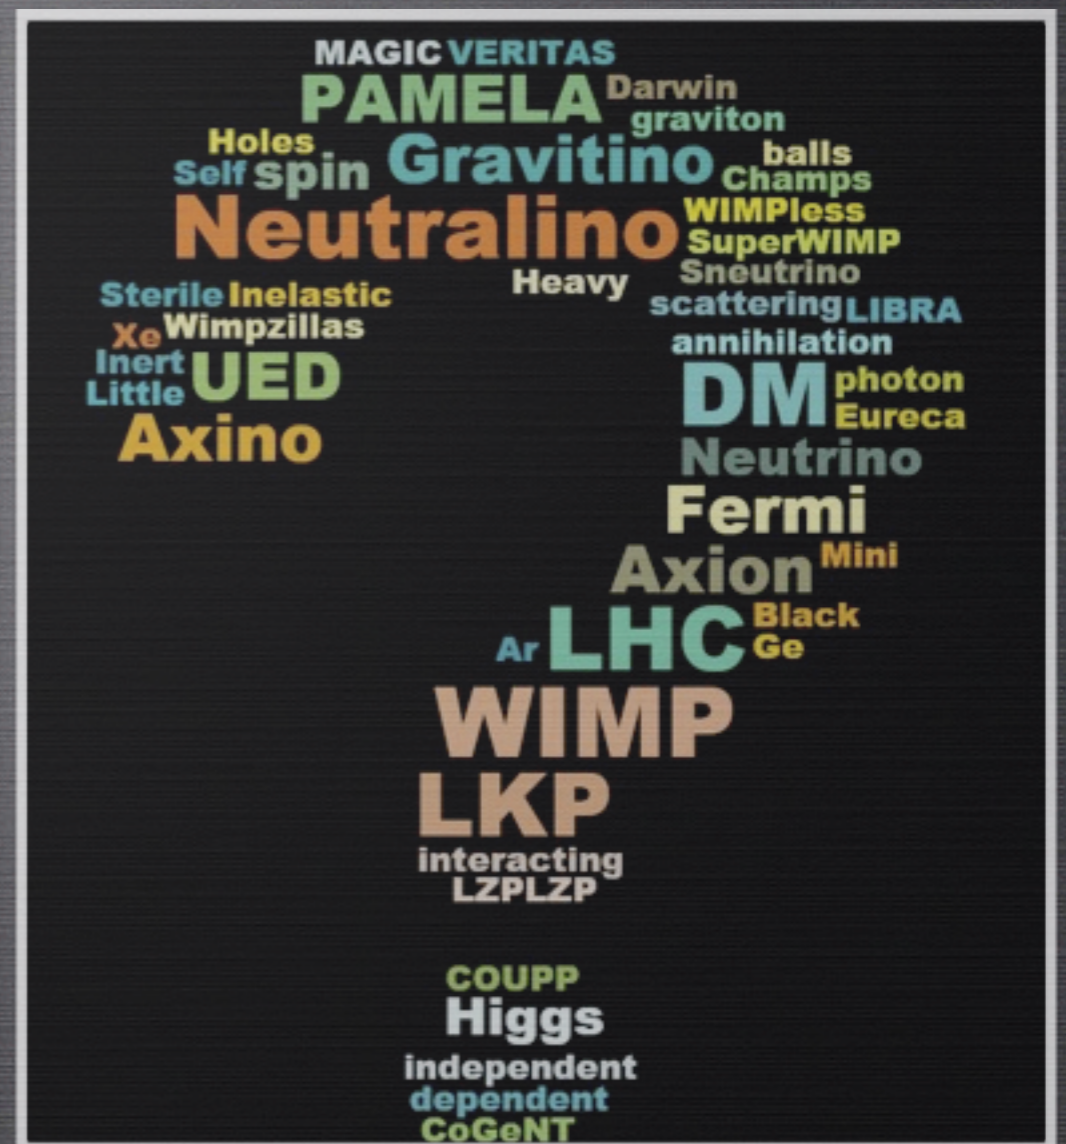 MAGIC VERITAS
PAMELA Darwin
graviton
Holes
Self spin Gravitino balls
Champs
Neutralino WIMPless
SuperWIMP
Heavy Sneutrino
Sterile Inelastic scattering LIBRA
Xe Wimpzillas annihilation
Inert UED DM photon
Little Eureca
Axino Neutrino
Fermi
Axion Mini
Ar LHC Black
Ge
WIMP
LKP
interacting
LZPLZP
COUPP
Higgs
independent
dependent
CoGeNT